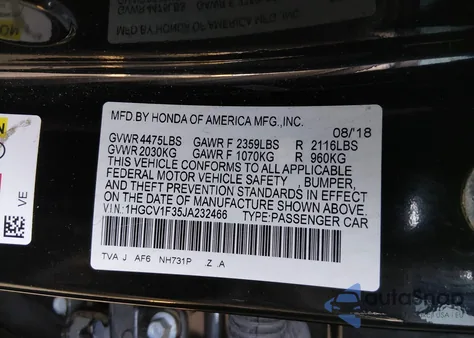 MFD BY HONDA OF AMERICA MFG.,INC.
08/'18
GVWR 4475LBS GAWR F 2359LBS R 2116LBS
GVWR 2030KG GAWR F 1070KG R 960KG
THIS VEHICLE CONFORMS TO ALL APPLICABLE
FEDERAL MOTOR VEHICLE SAFETY , BUMPER,
AND THEFT PREVENTION STANDARDS IN EFFECT
ON THE DATE OF MANUFACTURE SHOWN ABOVE.
VIN:1HGCV1F35JA232466 TYPE:PASSENGER CAR
TVA J AF6 NH731P .Z .A
VE